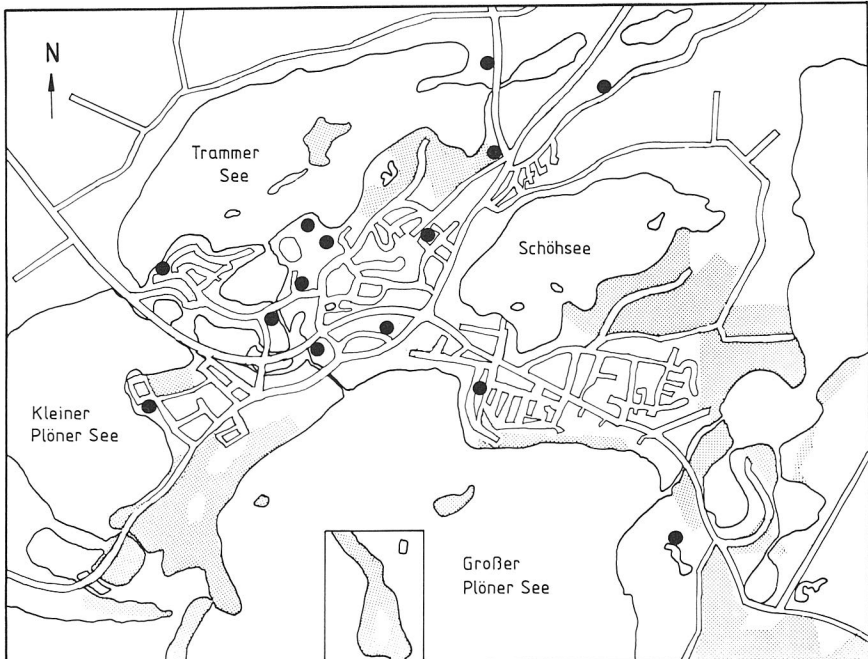 N
Trammer
See
Schöhsee
Kleiner
Plöner See
Großer
Plöner See